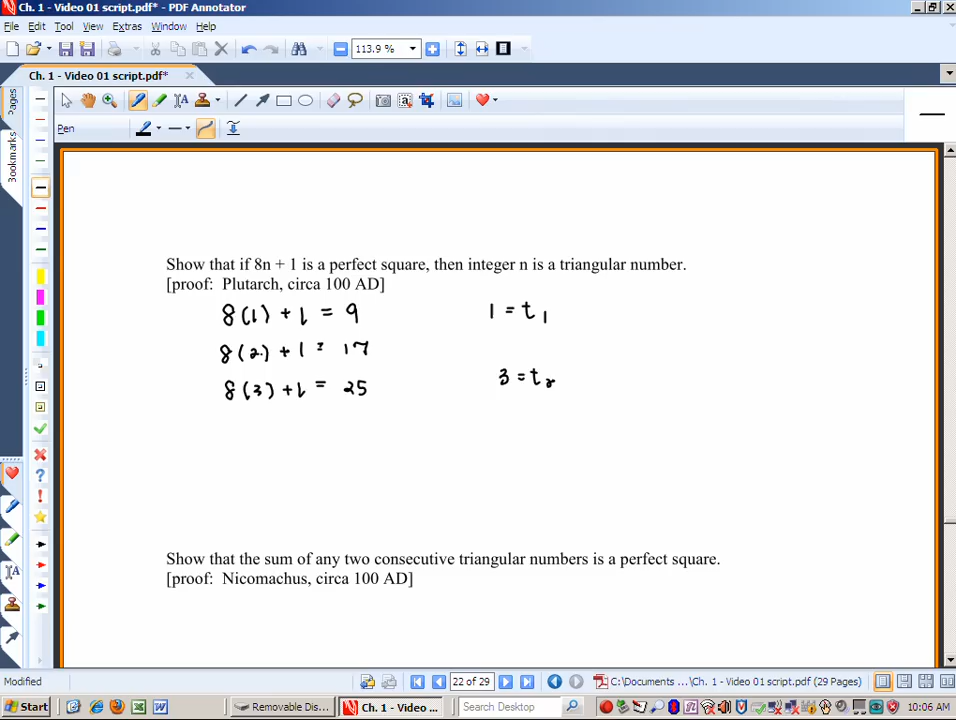 Ch. 1 - Video 01 script.pdf* - PDF Annotator
File Edit Tool View Extras Window Help
113.9 %
Ch. 1 - Video 01 script.pdf*
Pages
Bookmarks
Pen
Show that if 8n + 1 is a perfect square, then integer n is a triangular number.
[proof: Plutarch, circa 100 AD]
8(1) + 1 = 9 1 = t1
8(2) + 1 = 17
8(3) + 1 = 25 3 = t2
Show that the sum of any two consecutive triangular numbers is a perfect square.
[proof: Nicomachus, circa 100 AD]
Modified 22 of 29 C:\Documents ...\Ch. 1 - Video 01 script.pdf (29 Pages)
Start Removable Dis... Ch. 1 - Video ... Search Desktop 10:06 AM